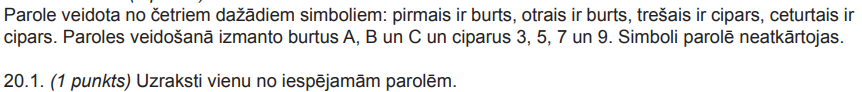 Parole veidota no četriem dažādiem simboliem: pirmais ir burts, otrais ir burts, trešais ir cipars, ceturtais ir
cipars. Paroles veidošanā izmanto burtus A, B un C un ciparus 3, 5, 7 un 9. Simboli parolē neatkārtojas.
20.1. (1 punkts) Uzraksti vienu no iespējamām parolēm.